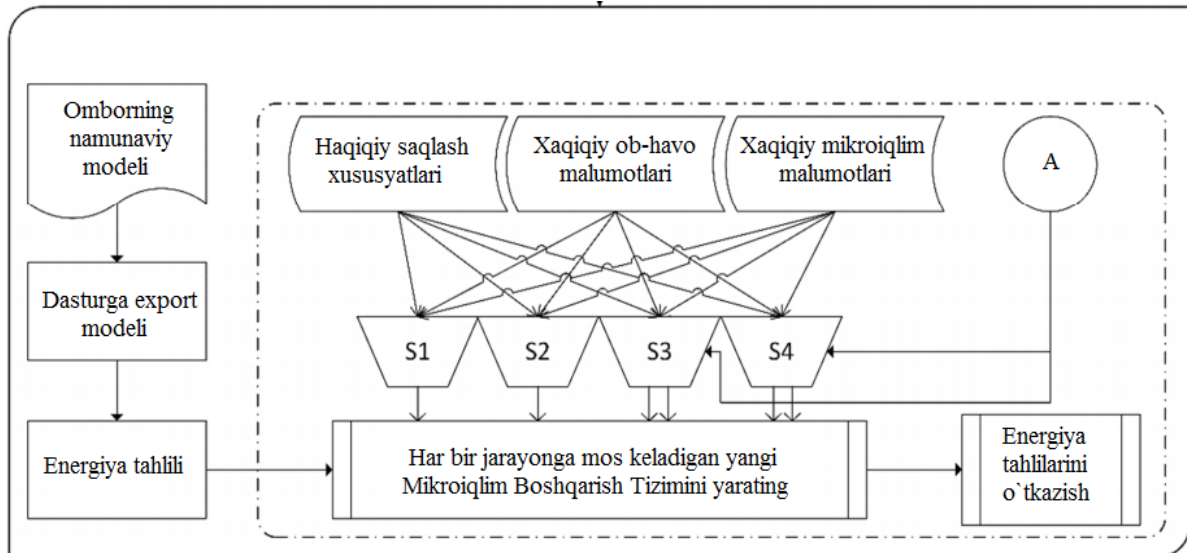 Omborning
namunaviy
modeli
Dasturga export
modeli
Energiya tahlili
Haqiqiy saqlash
xususyatlari
Xaqiqiy ob-havo
malumotlari
Xaqiqiy mikroiqlim
malumotlari
A
S1
S2
S3
S4
Har bir jarayonga mos keladigan yangi
Mikroiqlim Boshqarish Tizimini yarating
Energiya
tahlilarini
o`tkazish